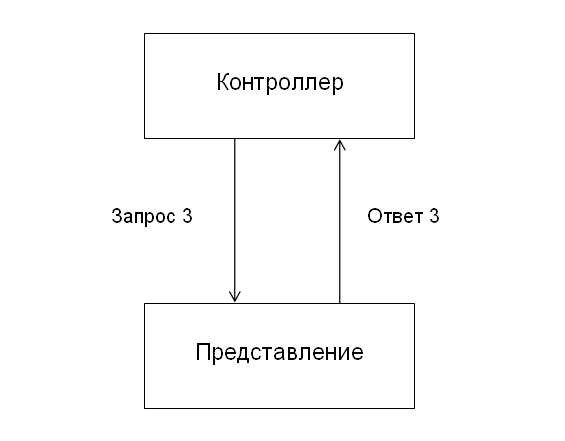 Контроллер
Запрос 3
Ответ 3
Представление